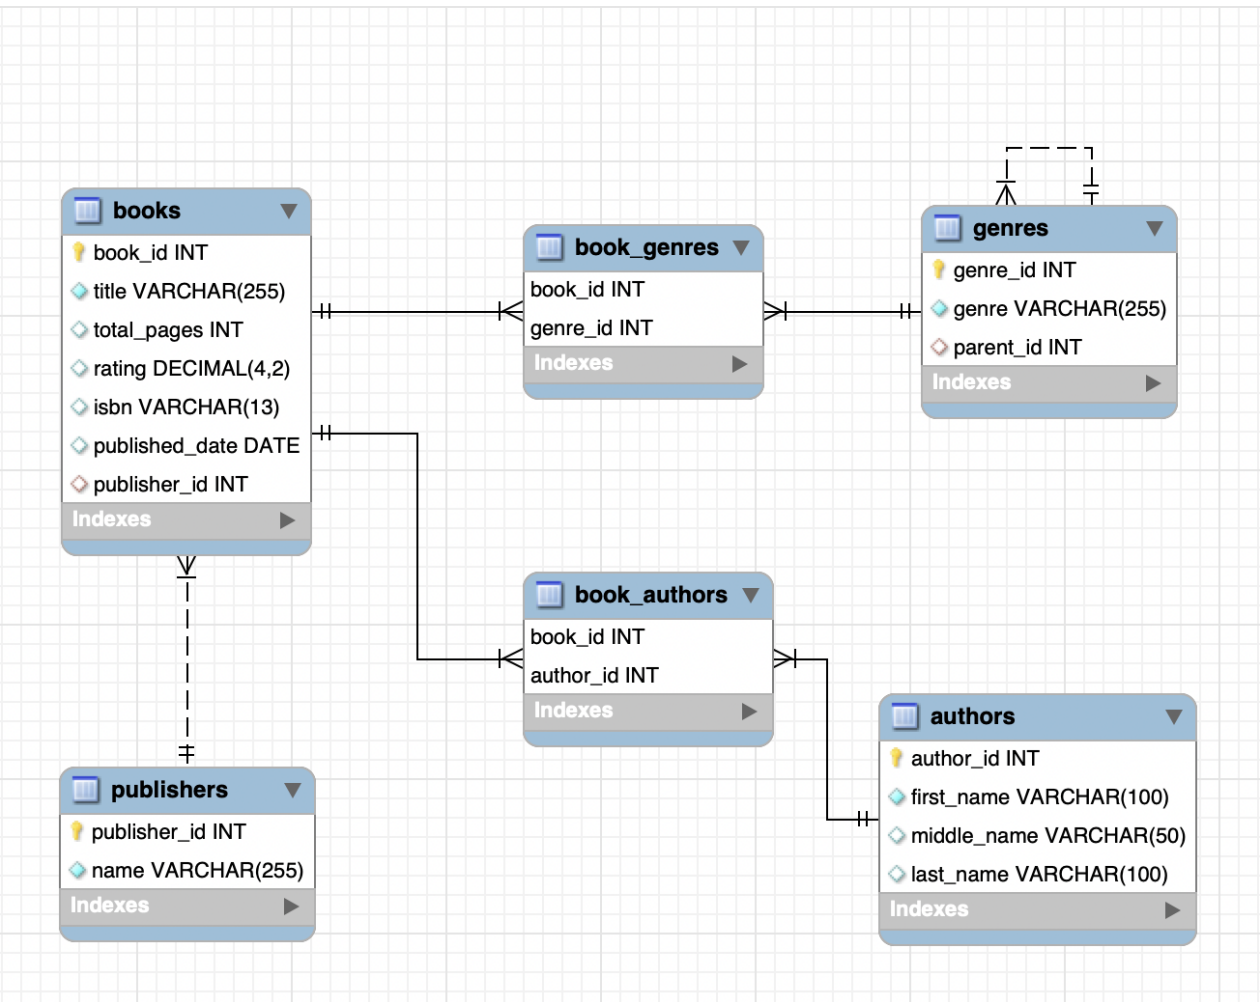 books
book_id INT
title VARCHAR(255)
total_pages INT
rating DECIMAL(4,2)
isbn VARCHAR(13)
published_date DATE
publisher_id INT
Indexes
book_genres
book_id INT
genre_id INT
Indexes
genres
genre_id INT
genre VARCHAR(255)
parent_id INT
Indexes
book_authors
book_id INT
author_id INT
Indexes
publishers
publisher_id INT
name VARCHAR(255)
Indexes
authors
author_id INT
first_name VARCHAR(100)
middle_name VARCHAR(50)
last_name VARCHAR(100)
Indexes